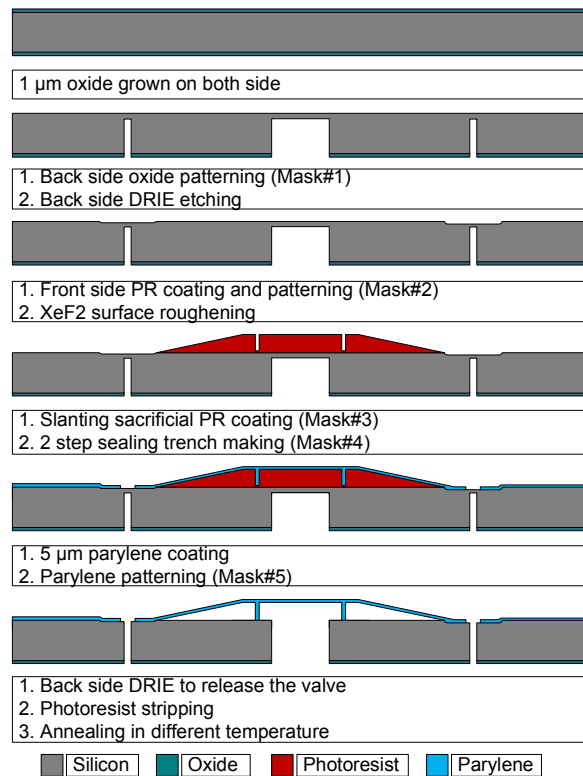 1 µm oxide grown on both side
1. Back side oxide patterning (Mask#1)
2. Back side DRIE etching
1. Front side PR coating and patterning (Mask#2)
2. XeF2 surface roughening
1. Slanting sacrificial PR coating (Mask#3)
2. 2 step sealing trench making (Mask#4)
1. 5 µm parylene coating
2. Parylene patterning (Mask#5)
1. Back side DRIE to release the valve
2. Photoresist stripping
3. Annealing in different temperature
Silicon Oxide Photoresist Parylene